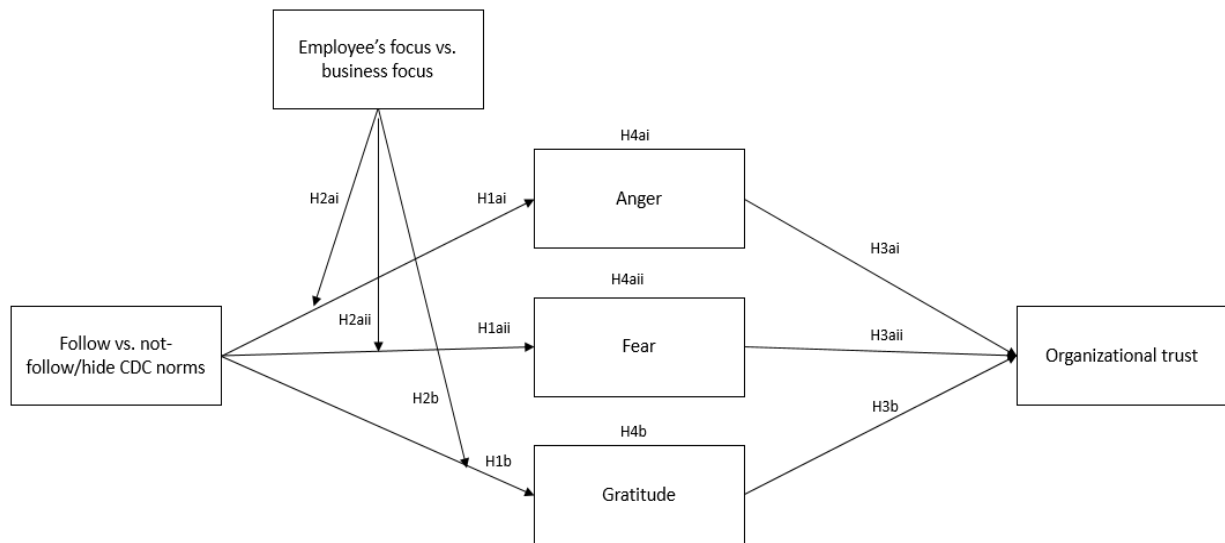 Employee's focus vs.
business focus
H4ai
Anger
H2ai
H1ai
H3ai
H4aii
Follow vs. not-
follow/hide CDC norms
H2aii
H1aii
Fear
H3aii
Organizational trust
H2b
H3b
H4b
H1b
Gratitude